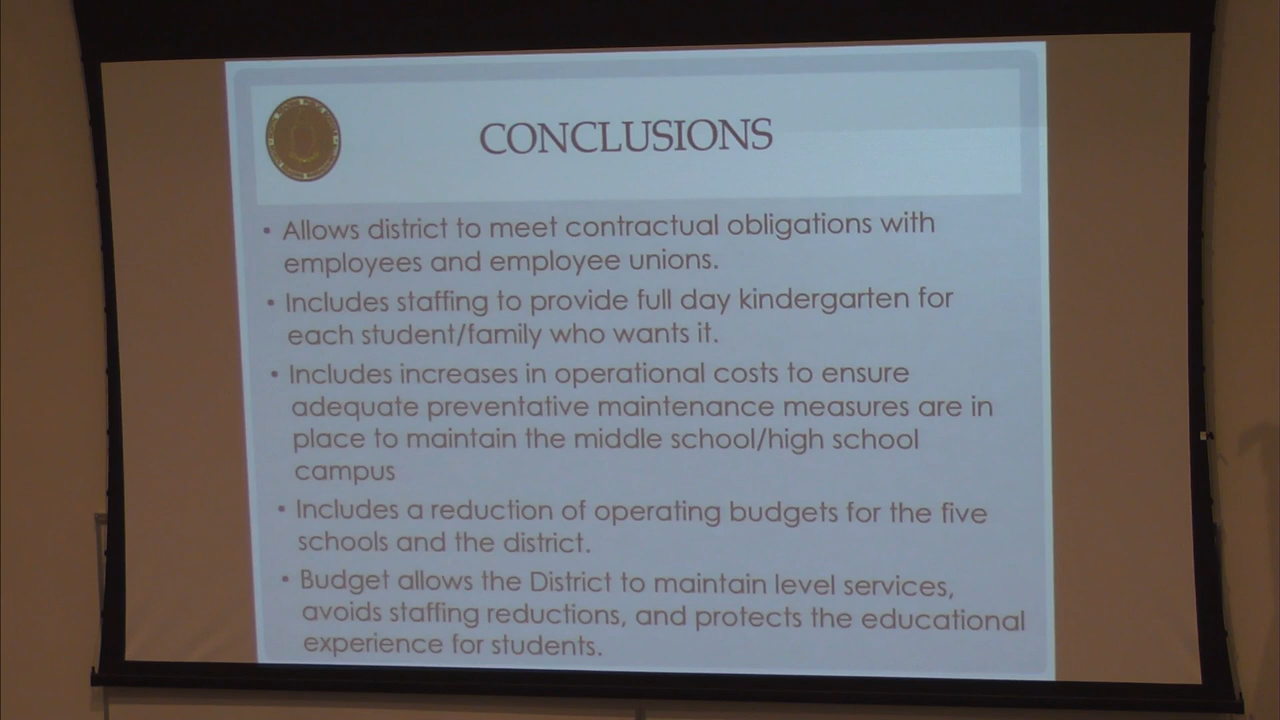 CONCLUSIONS
• Allows district to meet contractual obligations with
employees and employee unions.
• Includes staffing to provide full day kindergarten for
each student/family who wants it.
• Includes increases in operational costs to ensure
adequate preventative maintenance measures are in
place to maintain the middle school/high school
campus
• Includes a reduction of operating budgets for the five
schools and the district.
• Budget allows the District to maintain level services,
avoids staffing reductions, and protects the educational
experience for students.